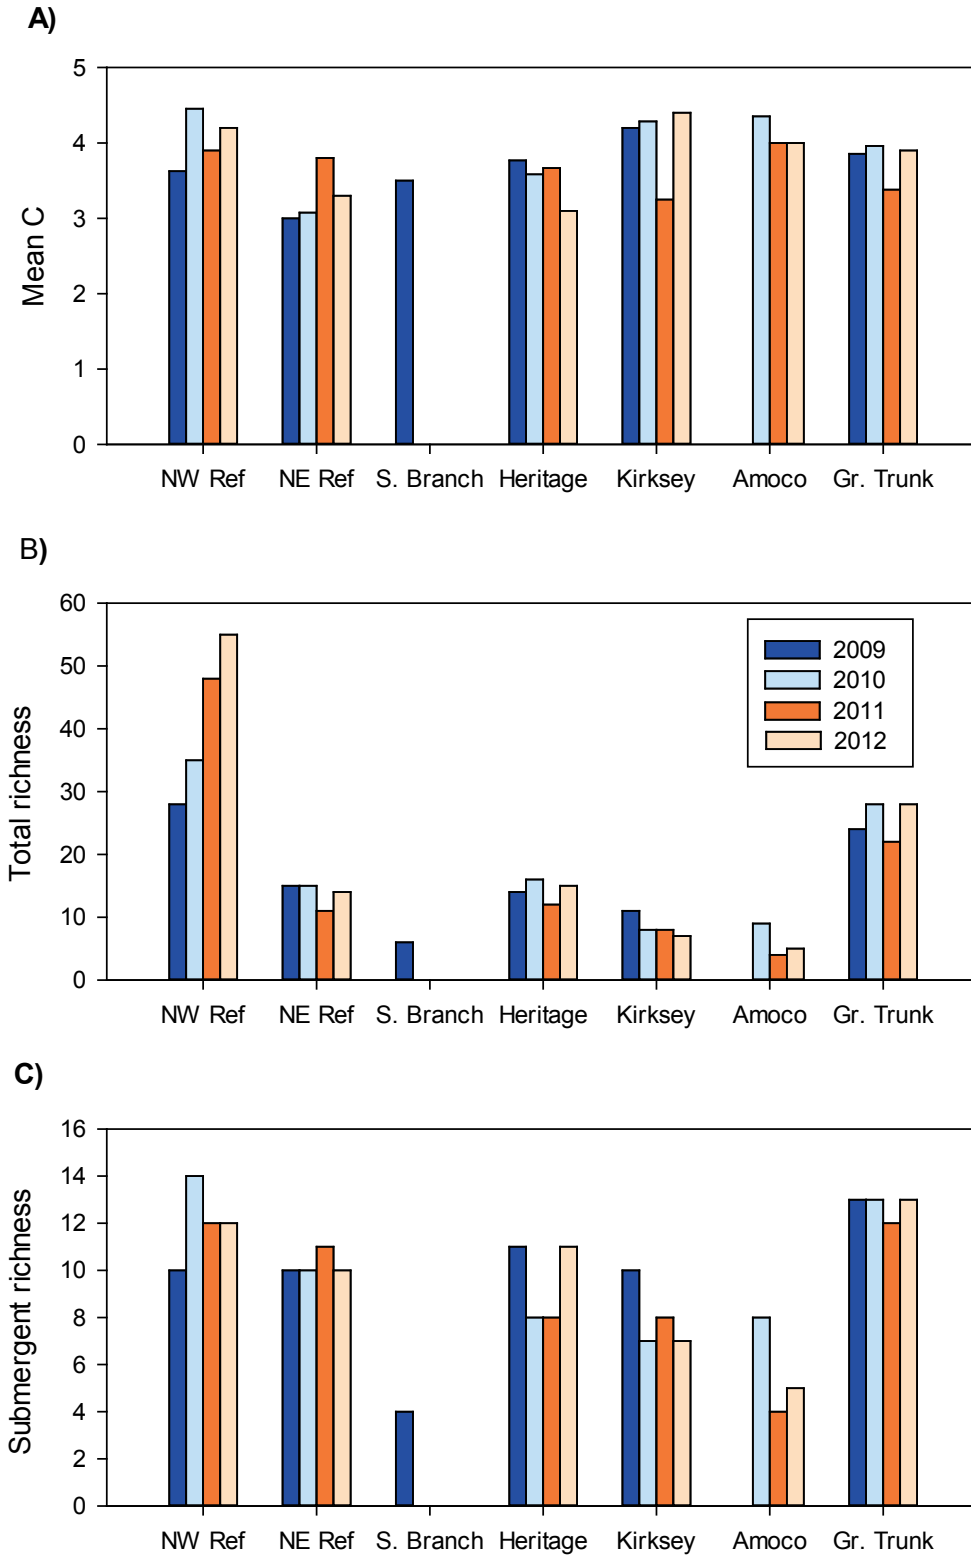 A)
5
4
3
2
1
0
Mean C
NW Ref NE Ref S. Branch Heritage Kirksey Amoco Gr. Trunk
B)
60
50
40
30
20
10
0
Total richness
2009
2010
2011
2012
NW Ref NE Ref S. Branch Heritage Kirksey Amoco Gr. Trunk
C)
16
14
12
10
8
6
4
2
0
Submergent richness
NW Ref NE Ref S. Branch Heritage Kirksey Amoco Gr. Trunk